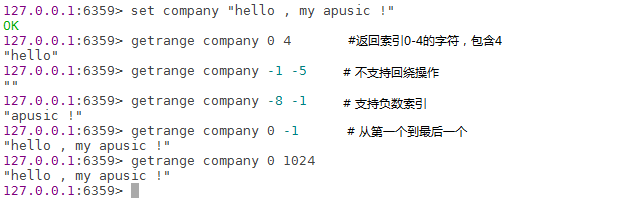 127.0.0.1:6359> set company "hello , my apusic !"
OK
127.0.0.1:6359> getrange company 0 4 #返回索引0-4的字符，包含4
"hello"
127.0.0.1:6359> getrange company -1 -5 # 不支持回绕操作
""
127.0.0.1:6359> getrange company -8 -1 # 支持负数索引
"apusic !"
127.0.0.1:6359> getrange company 0 -1 # 从第一个到最后一个
"hello , my apusic !"
127.0.0.1:6359> getrange company 0 1024
"hello , my apusic !"
127.0.0.1:6359>